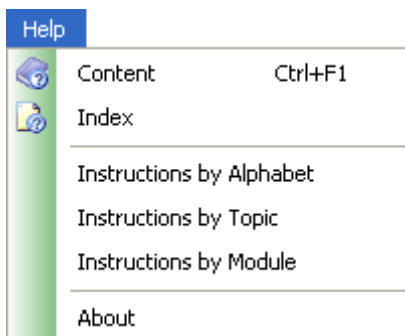 Help
Content Ctrl+F1
Index
Instructions by Alphabet
Instructions by Topic
Instructions by Module
About